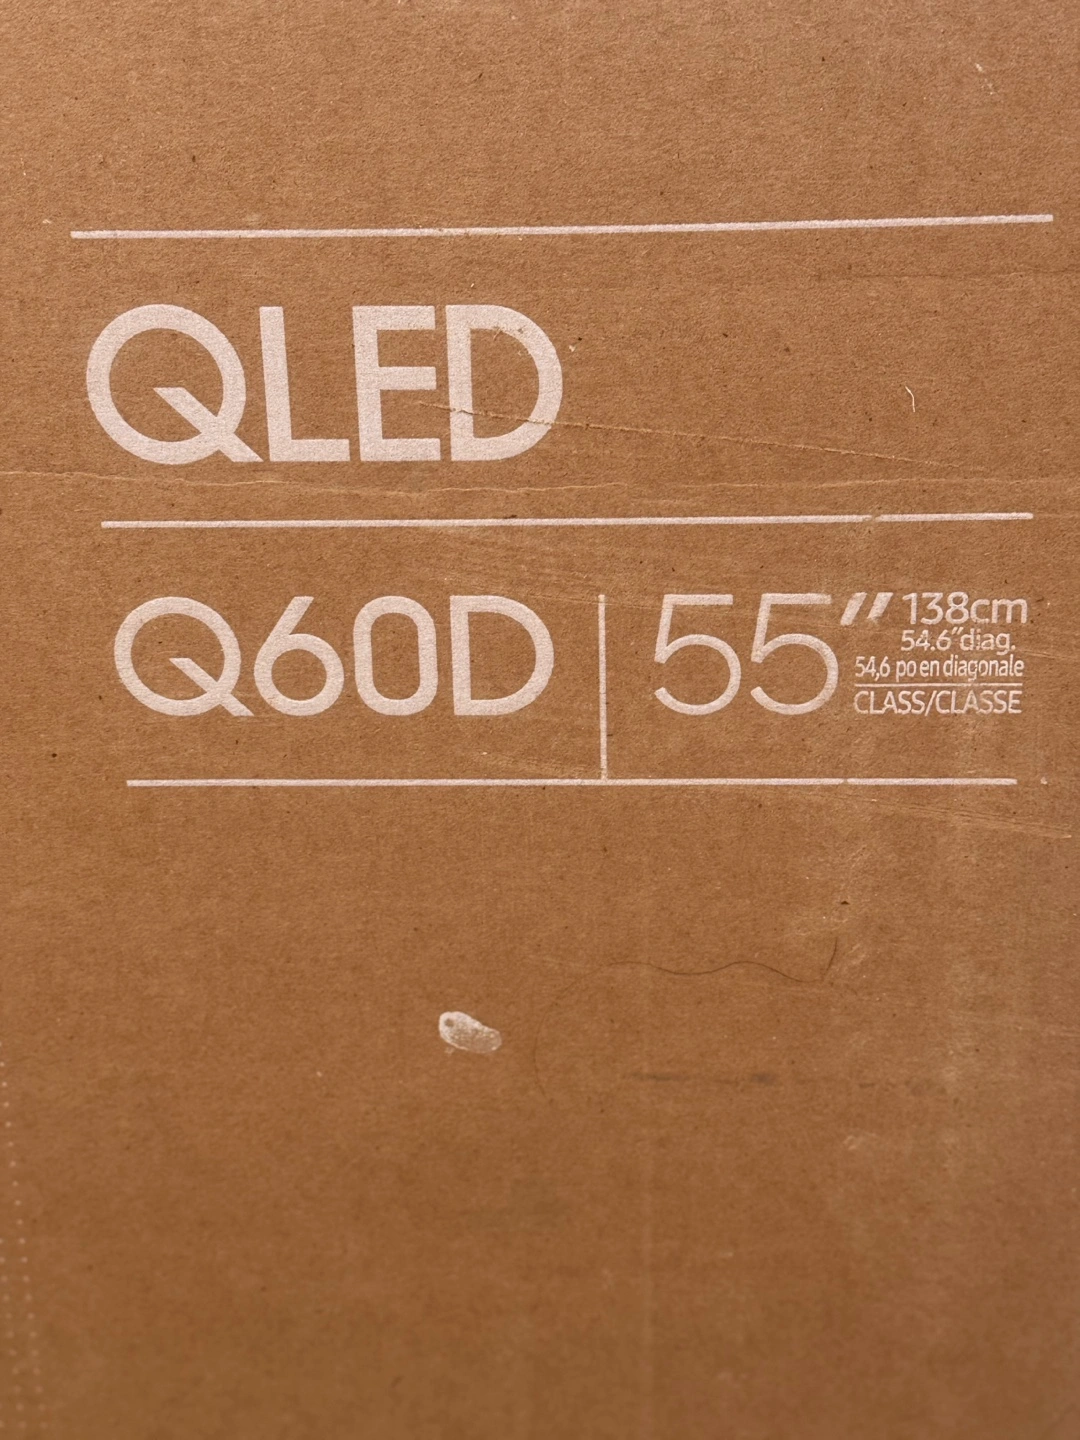 QLED
Q60D
55" 138cm
54.6"diag.
54,6 po en diagonale
CLASS/CLASSE